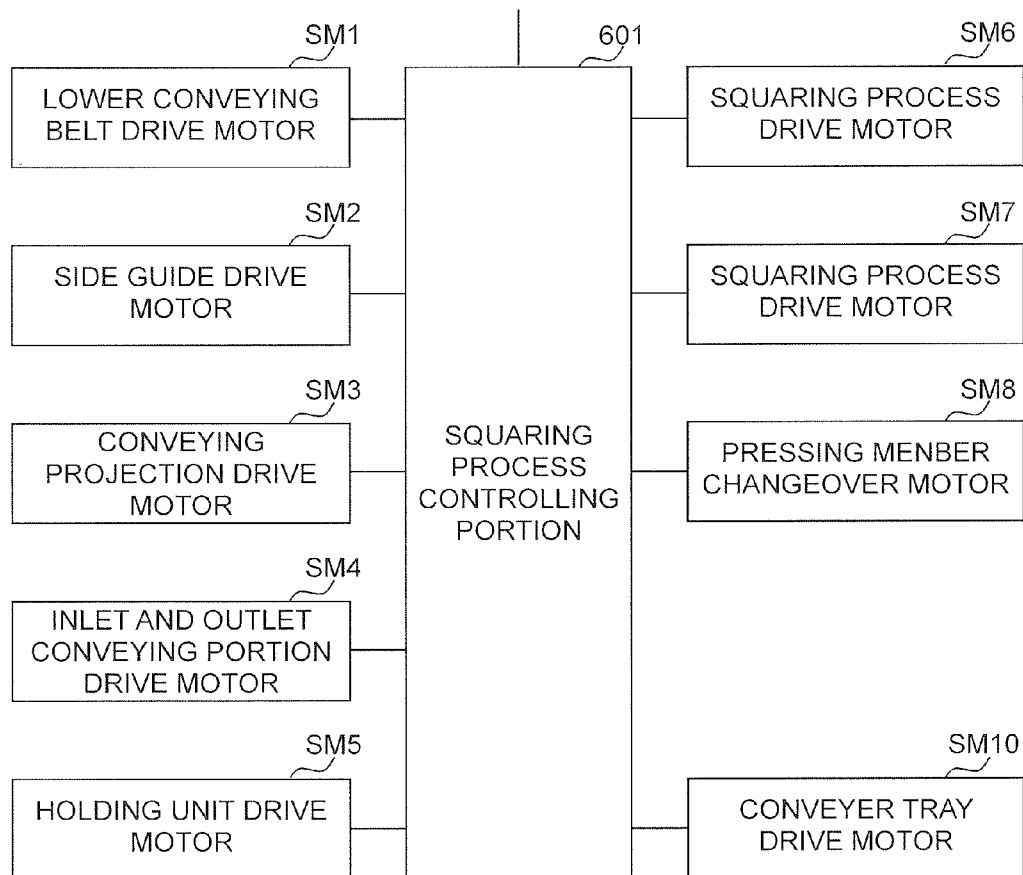 SM1
LOWER CONVEYING
BELT DRIVE MOTOR
SM2
SIDE GUIDE DRIVE
MOTOR
SM3
CONVEYING
PROJECTION DRIVE
MOTOR
SM4
INLET AND OUTLET
CONVEYING PORTION
DRIVE MOTOR
SM5
HOLDING UNIT DRIVE
MOTOR
601
SQUARING
PROCESS
CONTROLLING
PORTION
SM6
SQUARING PROCESS
DRIVE MOTOR
SM7
SQUARING PROCESS
DRIVE MOTOR
SM8
PRESSING MENBER
CHANGEOVER MOTOR
SM10
CONVEYER TRAY
DRIVE MOTOR